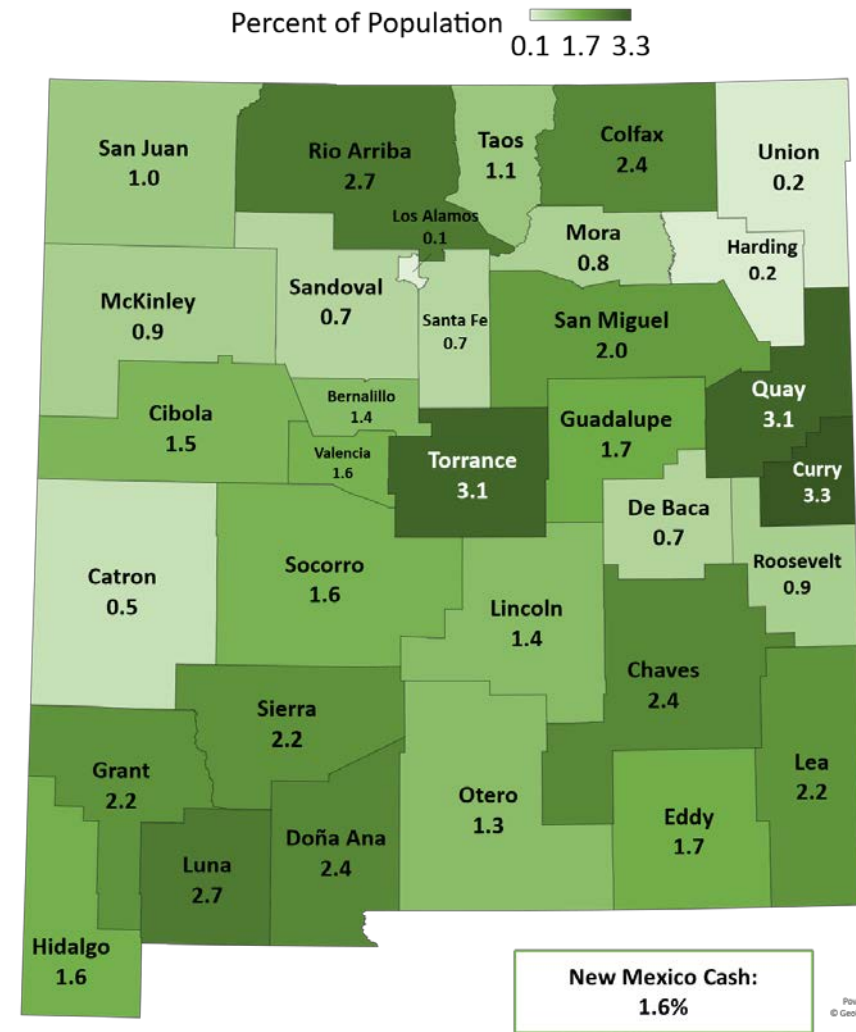 Percent of Population
0.1 1.7 3.3
San Juan
1.0
Rio Arriba
2.7
Taos
1.1
Colfax
2.4
Union
0.2
Los Alamos
0.1
Mora
0.8
Harding
0.2
McKinley
0.9
Sandoval
0.7
Santa Fe
0.7
San Miguel
2.0
Quay
3.1
Cibola
1.5
Bernalillo
1.4
Guadalupe
1.7
Valencia
1.6
Torrance
3.1
Curry
3.3
De Baca
0.7
Catron
0.5
Socorro
1.6
Roosevelt
0.9
Lincoln
1.4
Chaves
2.4
Sierra
2.2
Grant
2.2
Lea
2.2
Otero
1.3
Eddy
1.7
Doña Ana
2.4
Luna
2.7
Hidalgo
1.6
New Mexico Cash:
1.6%